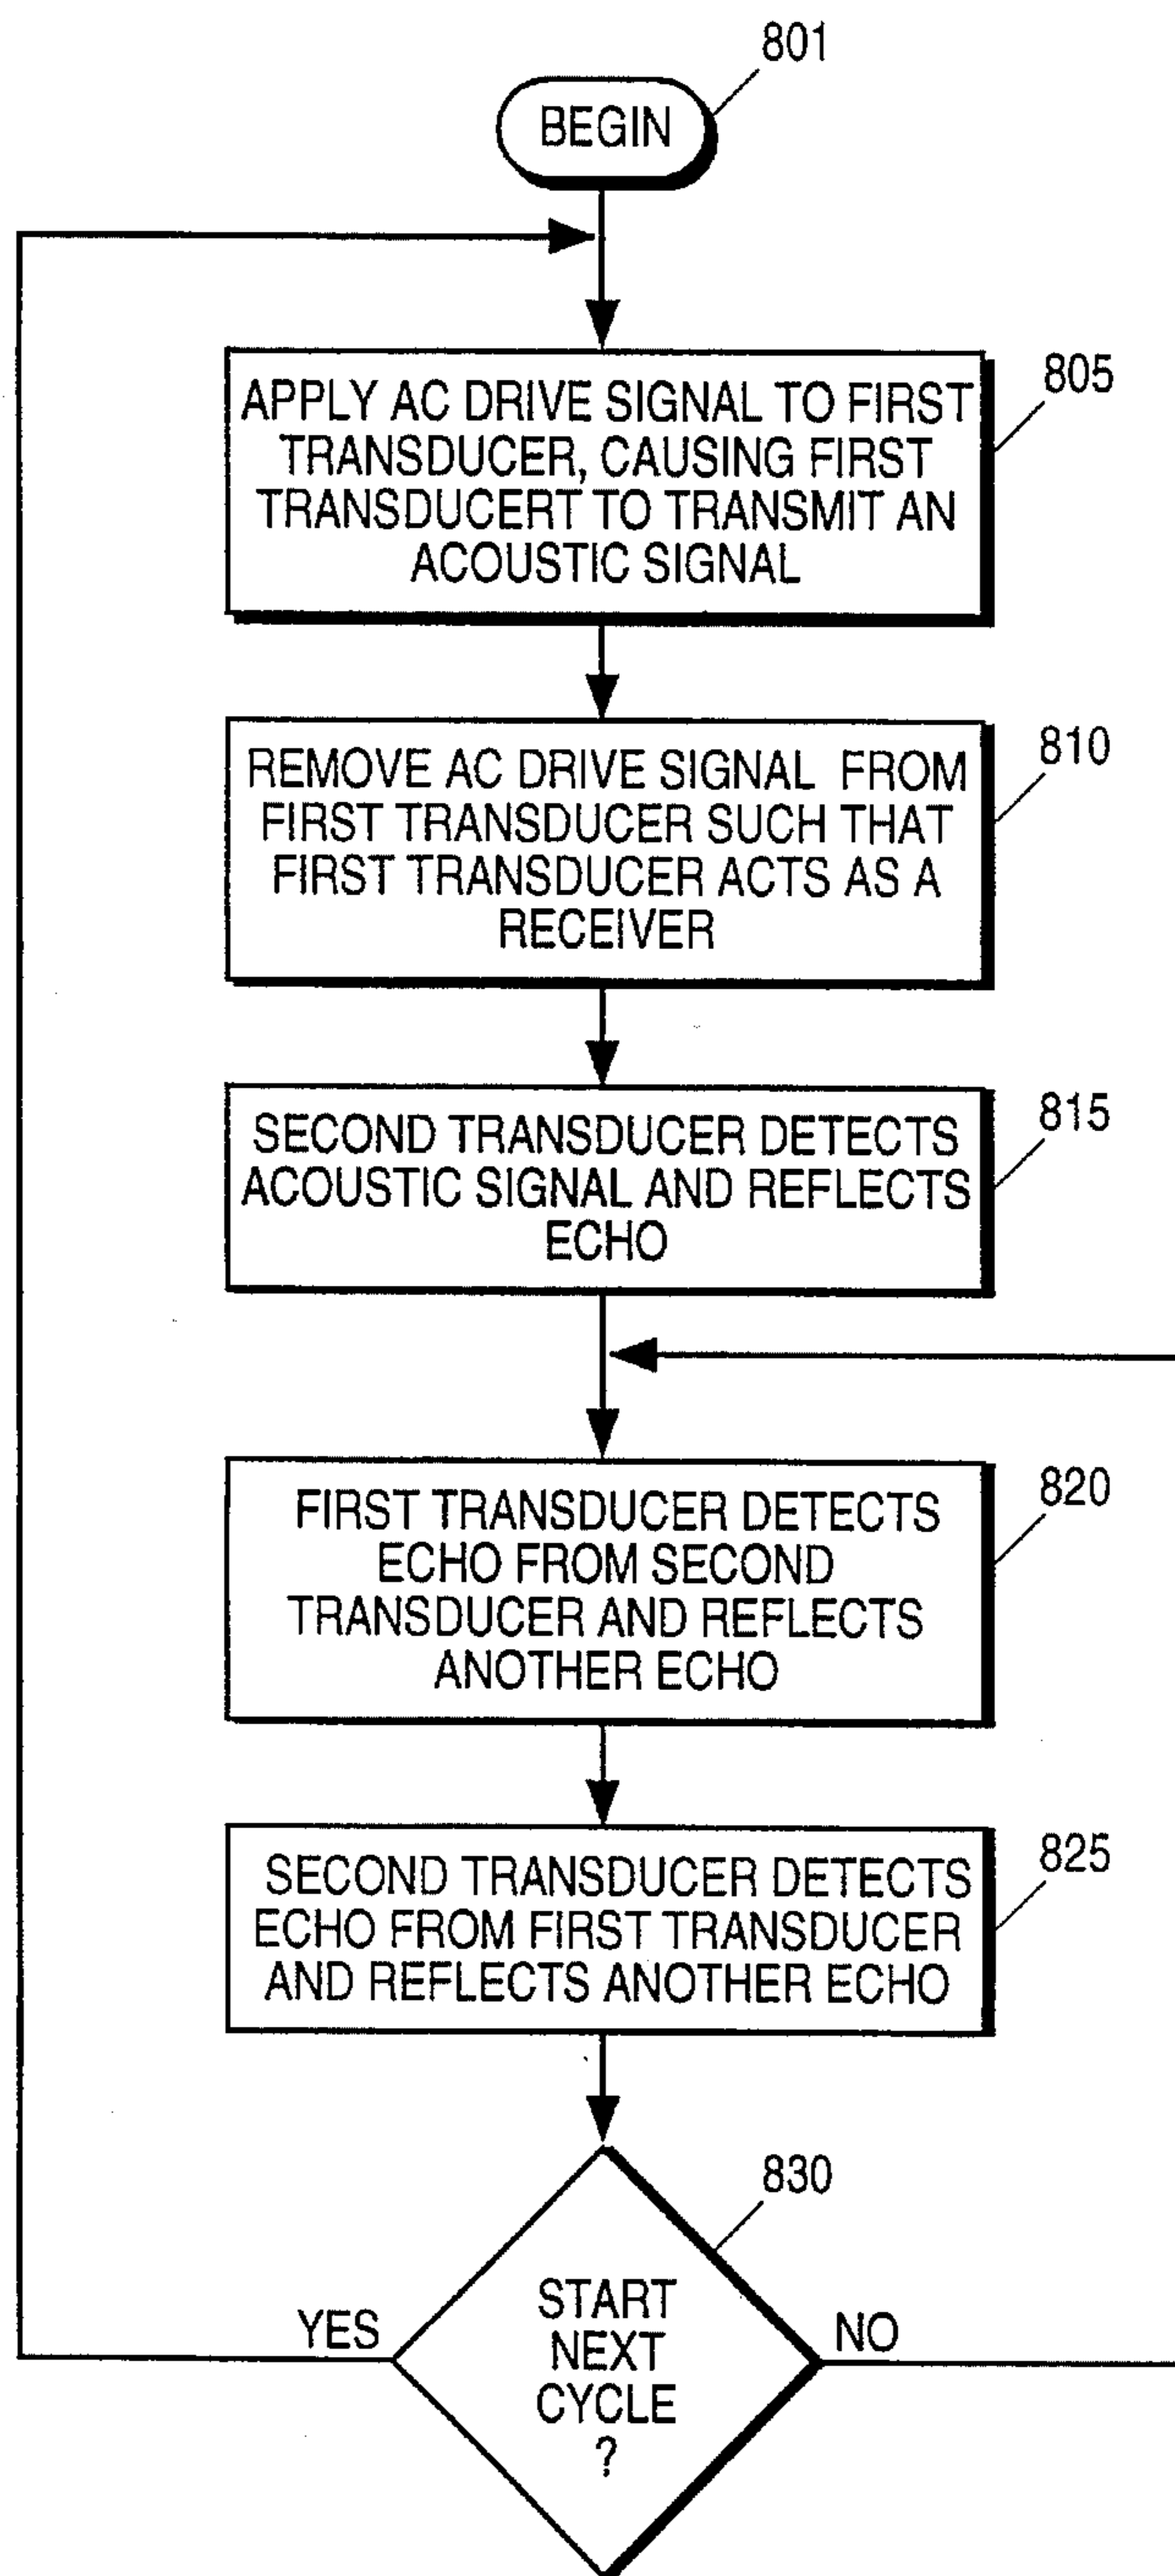 801
BEGIN
805
APPLY AC DRIVE SIGNAL TO FIRST
TRANSDUCER, CAUSING FIRST
TRANSDUCERT TO TRANSMIT AN
ACOUSTIC SIGNAL
810
REMOVE AC DRIVE SIGNAL FROM
FIRST TRANSDUCER SUCH THAT
FIRST TRANSDUCER ACTS AS A
RECEIVER
815
SECOND TRANSDUCER DETECTS
ACOUSTIC SIGNAL AND REFLECTS
ECHO
820
FIRST TRANSDUCER DETECTS
ECHO FROM SECOND
TRANSDUCER AND REFLECTS
ANOTHER ECHO
825
SECOND TRANSDUCER DETECTS
ECHO FROM FIRST TRANSDUCER
AND REFLECTS ANOTHER ECHO
830
START
NEXT
CYCLE
?
YES
NO